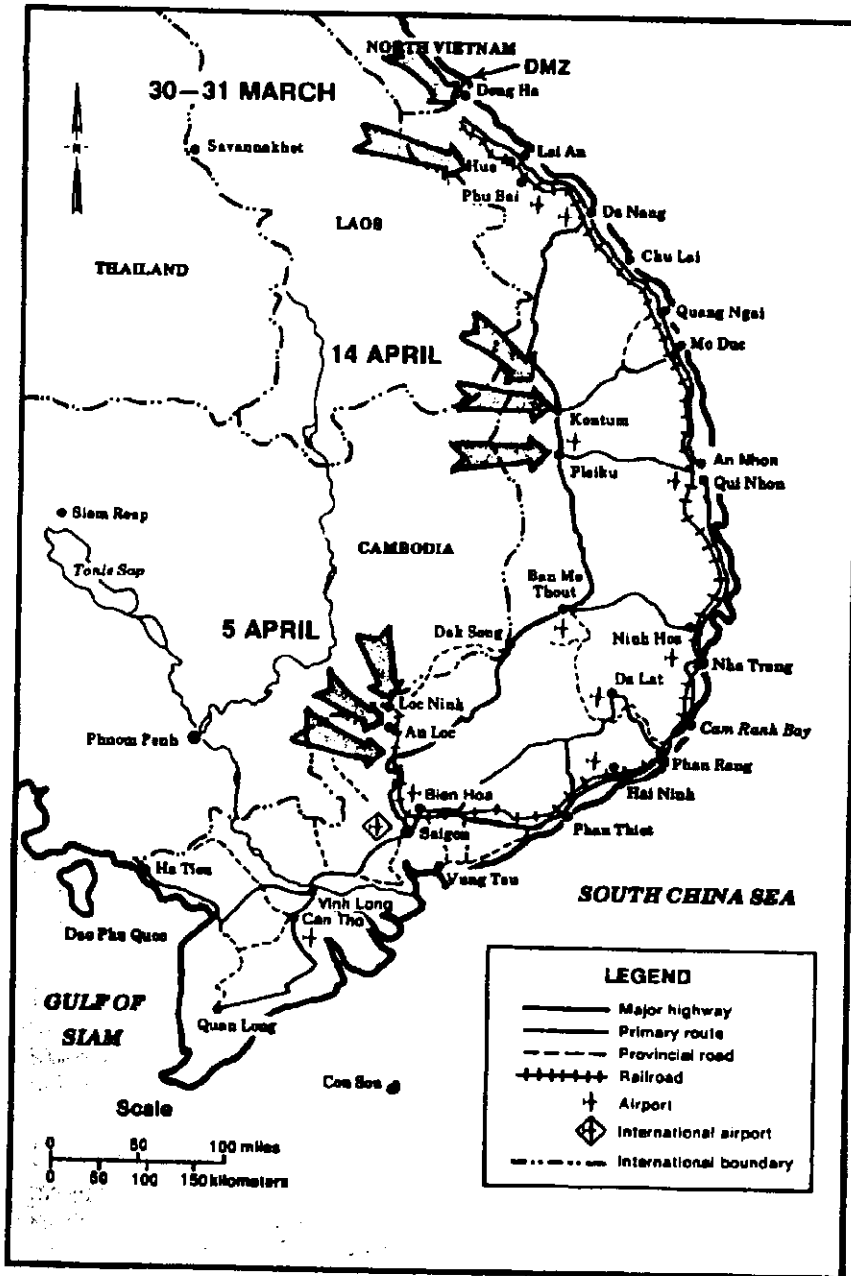 NORTH VIETNAM
DMZ
30–31 MARCH
Dong Ha
Savannakhet
Lai An
Hue
Phu Bai
LAOS
Da Nang
THAILAND
Chu Lai
Quang Ngai
14 APRIL
Mo Duc
Kontum
Pleiku
An Nhon
Qui Nhon
Siam Reap
Tonle Sap
CAMBODIA
Ban Me
Thout
5 APRIL
Dak Song
Ninh Hoa
Nha Trang
Da Lat
Loc Ninh
An Loc
Cam Ranh Bay
Phnom Penh
Phan Rang
Hai Ninh
Bien Hoa
Saigon
Phan Thiet
Ha Tien
Vung Tau
Vinh Long
Can Tho
SOUTH CHINA SEA
Dao Phu Quoc
GULF OF
SIAM
Quan Long
Con Son
LEGEND
Major highway
Primary route
Provincial road
Railroad
Airport
International airport
International boundary
Scale
0 50 100 miles
0 50 100 150 kilometers
N